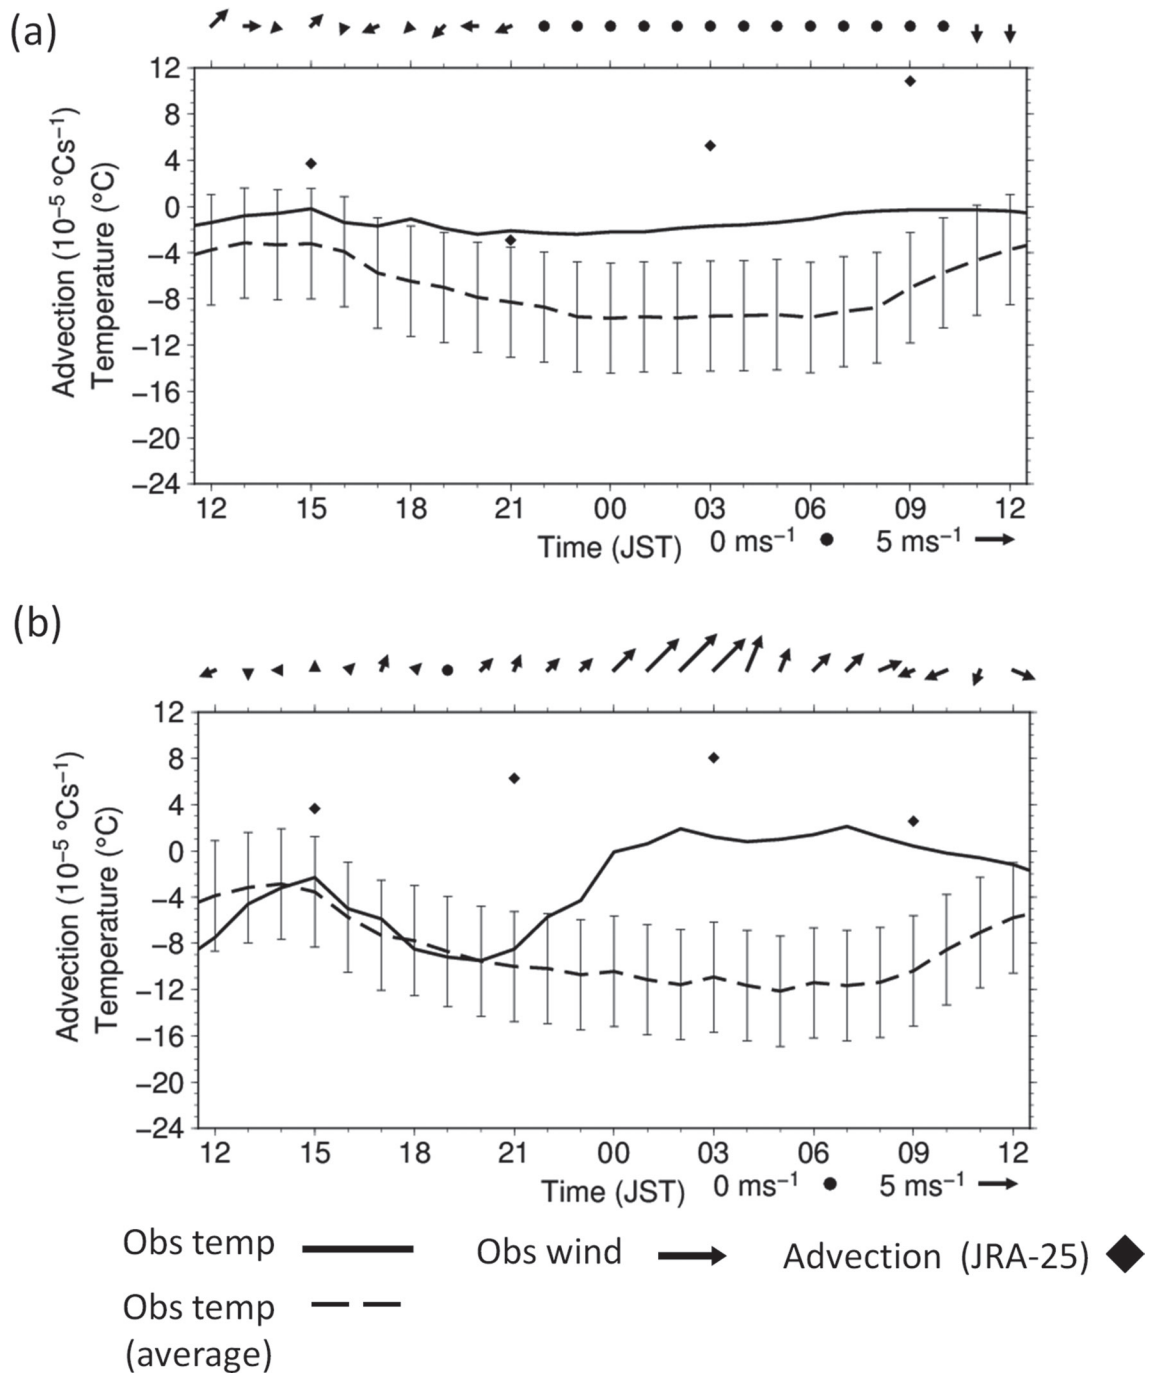 (a)
12
8
4
0
−4
−8
−12
−16
−20
−24
Advection (10⁻⁵ °Cs⁻¹)
Temperature (°C)
12 15 18 21 00 03 06 09 12
Time (JST) 0 ms⁻¹ 5 ms⁻¹
(b)
12
8
4
0
−4
−8
−12
−16
−20
−24
Advection (10⁻⁵ °Cs⁻¹)
Temperature (°C)
12 15 18 21 00 03 06 09 12
Time (JST) 0 ms⁻¹ 5 ms⁻¹
Obs temp Obs wind Advection (JRA-25)
Obs temp
(average)